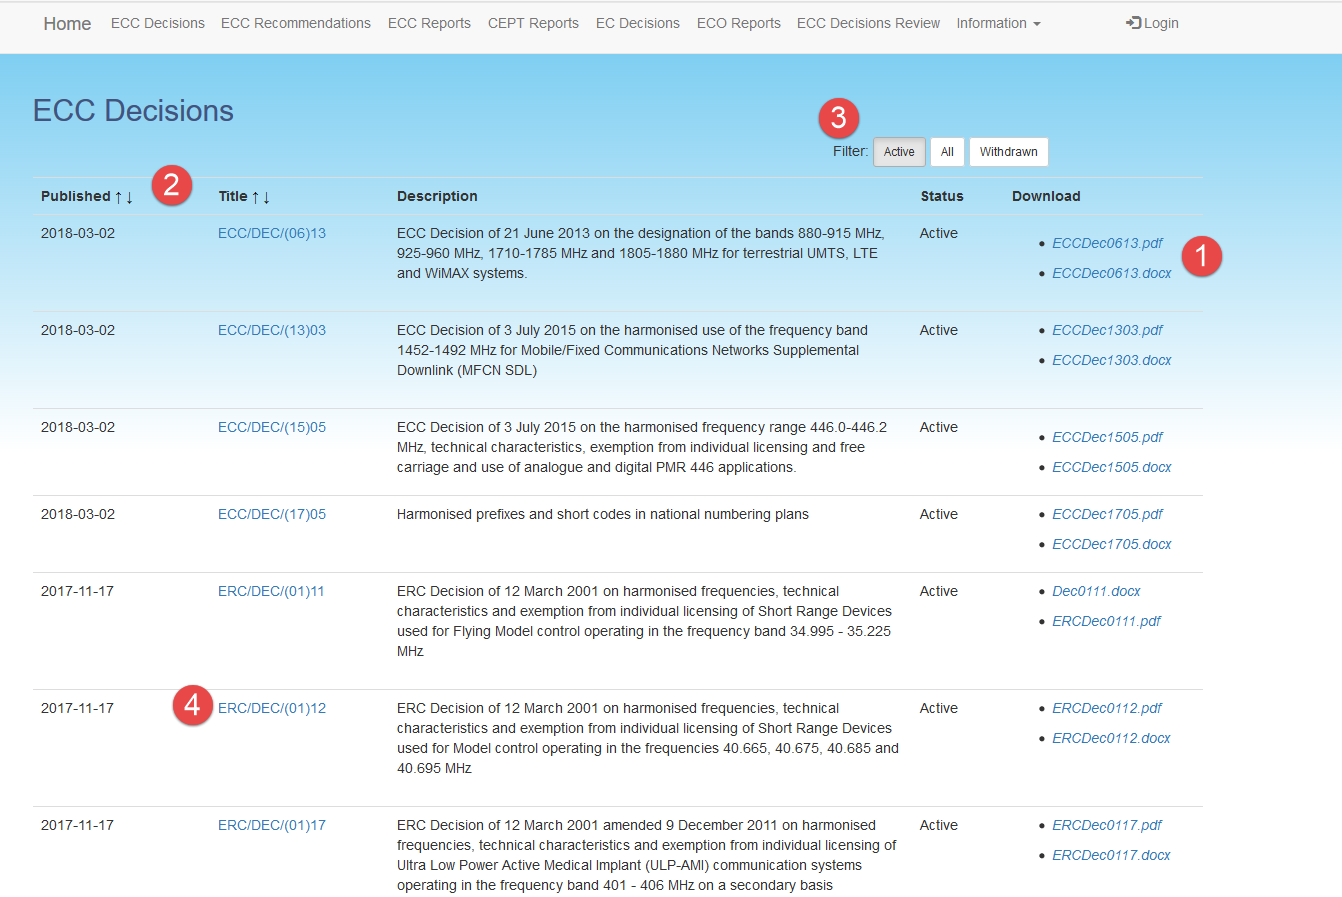 Home ECC Decisions ECC Recommendations ECC Reports CEPT Reports EC Decisions ECO Reports ECC Decisions Review Information Login
ECC Decisions
3
Filter: Active All Withdrawn
2
Published ↑↓ Title ↑↓ Description Status Download
2018-03-02 ECC/DEC/(06)13 ECC Decision of 21 June 2013 on the designation of the bands 880-915 MHz, Active
925-960 MHz, 1710-1785 MHz and 1805-1880 MHz for terrestrial UMTS, LTE
and WiMAX systems.
• ECCDec0613.pdf
1
• ECCDec0613.docx
2018-03-02 ECC/DEC/(13)03 ECC Decision of 3 July 2015 on the harmonised use of the frequency band Active • ECCDec1303.pdf
1452-1492 MHz for Mobile/Fixed Communications Networks Supplemental
Downlink (MFCN SDL)
• ECCDec1303.docx
2018-03-02 ECC/DEC/(15)05 ECC Decision of 3 July 2015 on the harmonised frequency range 446.0-446.2 Active
MHz, technical characteristics, exemption from individual licensing and free
carriage and use of analogue and digital PMR 446 applications.
• ECCDec1505.pdf
• ECCDec1505.docx
2018-03-02 ECC/DEC/(17)05 Harmonised prefixes and short codes in national numbering plans Active • ECCDec1705.pdf
• ECCDec1705.docx
2017-11-17 ERC/DEC/(01)11 ERC Decision of 12 March 2001 on harmonised frequencies, technical Active • Dec0111.docx
characteristics and exemption from individual licensing of Short Range Devices
used for Flying Model control operating in the frequency band 34.995 - 35.225
MHz
• ERCDec0111.pdf
4
2017-11-17 ERC/DEC/(01)12 ERC Decision of 12 March 2001 on harmonised frequencies, technical Active • ERCDec0112.pdf
characteristics and exemption from individual licensing of Short Range Devices
used for Model control operating in the frequencies 40.665, 40.675, 40.685 and
40.695 MHz
• ERCDec0112.docx
2017-11-17 ERC/DEC/(01)17 ERC Decision of 12 March 2001 amended 9 December 2011 on harmonised Active • ERCDec0117.pdf
frequencies, technical characteristics and exemption from individual licensing of
Ultra Low Power Active Medical Implant (ULP-AMI) communication systems
operating in the frequency band 401 - 406 MHz on a secondary basis
• ERCDec0117.docx